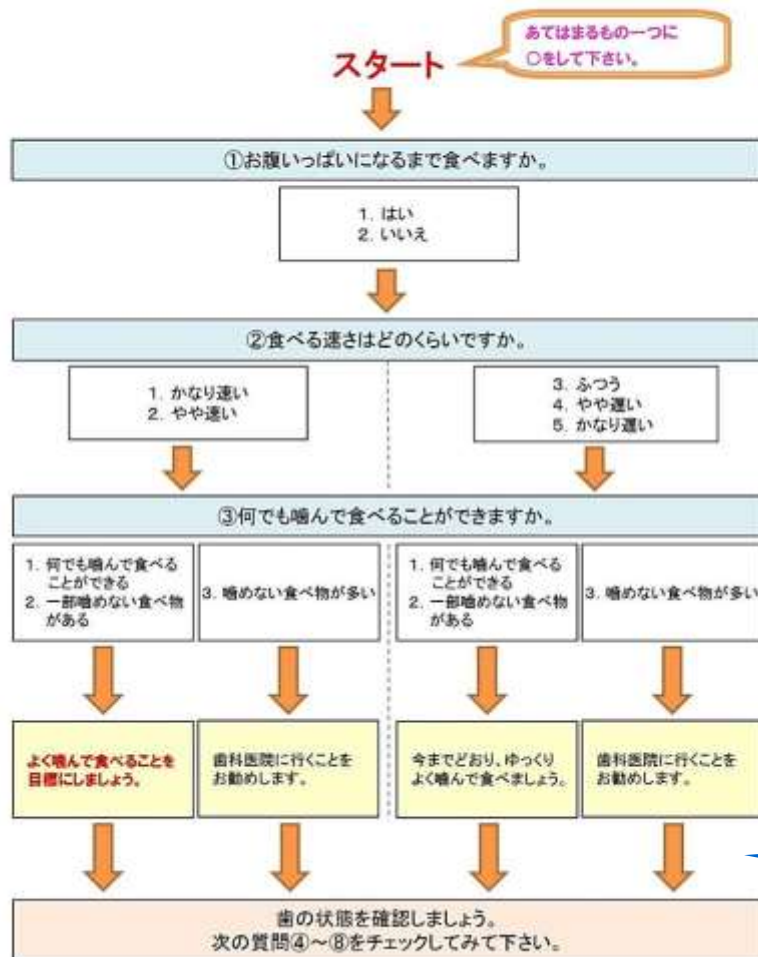 スタート
あてはまるもの一つに
○をして下さい。
①お腹いっぱいになるまで食べますか。
1. はい
2. いいえ
②食べる速さはどのくらいですか。
1. かなり速い
2. やや速い
3. ふつう
4. やや遅い
5. かなり遅い
③何でも噛んで食べることができますか。
1. 何でも噛んで食べる
ことができる
2. 一部噛めない食べ物
がある
3. 噛めない食べ物が多い
1. 何でも噛んで食べる
ことができる
2. 一部噛めない食べ物
がある
3. 噛めない食べ物が多い
よく噛んで食べることを
目標にしましょう。
歯科医院に行くことを
お勧めします。
今までどおり、ゆっくり
よく噛んで食べましょう。
歯科医院に行くことを
お勧めします。
歯の状態を確認しましょう。
次の質問④～⑧をチェックしてみて下さい。